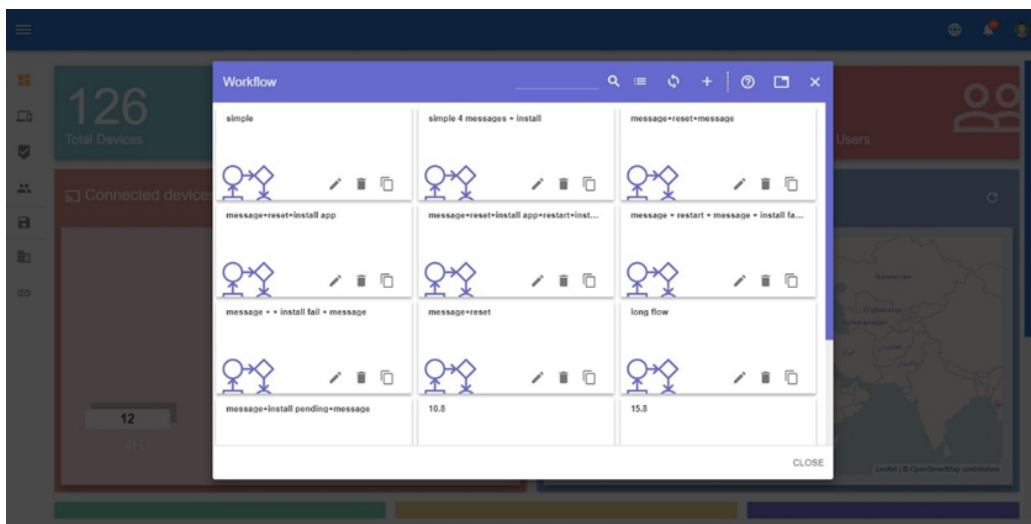 Workflow
126
Total Devices
Users
Connected devices
simple
simple 4 messages + install
message+reset+message
message+reset+install app
message+reset+install app+restart+inst...
message + restart + message + install fa...
message + + install fail + message
message+reset
long flow
message+install pending+message
10.8
15.8
12
CLOSE
Leaflet | © OpenStreetMap contributors